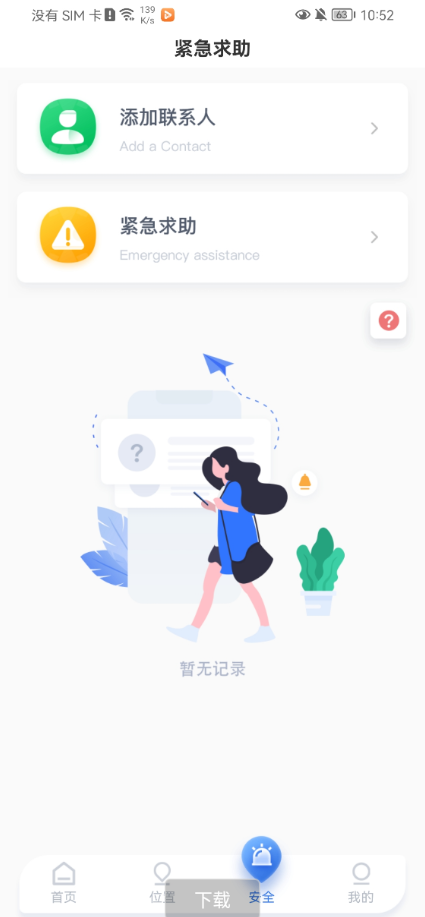 没有 SIM 卡 139 K/s 63 10:52
紧急求助
添加联系人
Add a Contact
紧急求助
Emergency assistance
?
?
暂无记录
首页 位置 安全 我的
下载